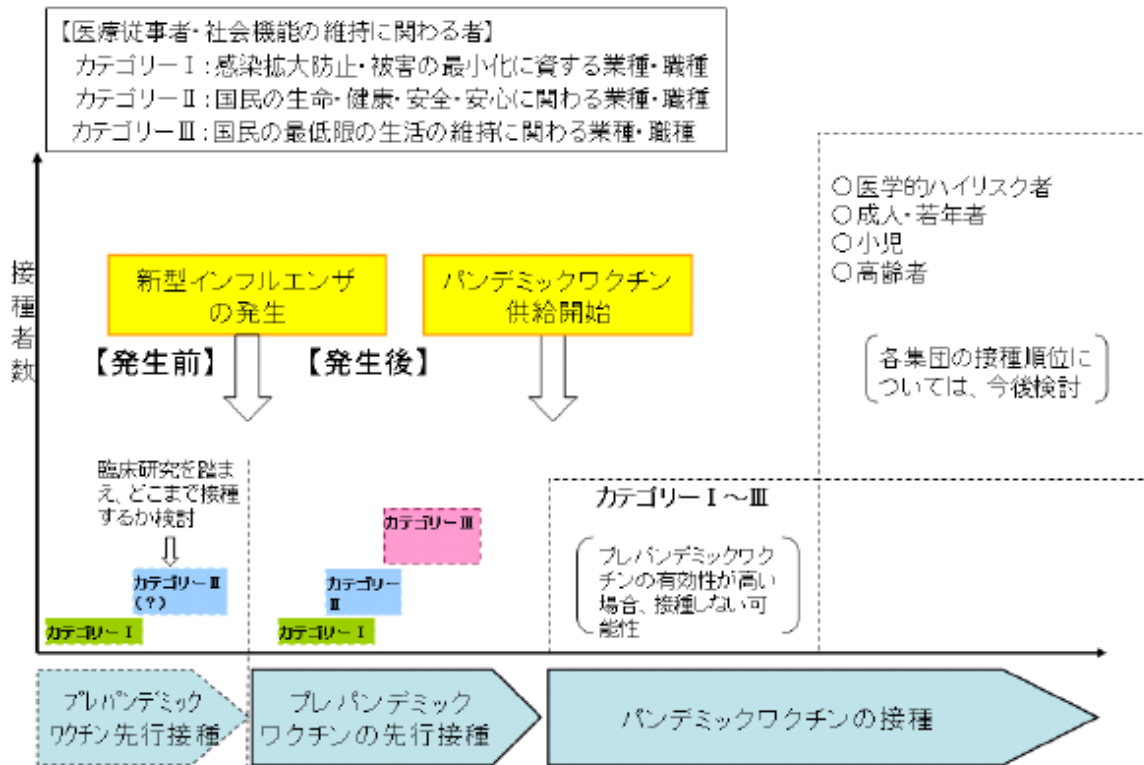 【医療従事者・社会機能の維持に関わる者】
カテゴリーⅠ：感染拡大防止・被害の最小化に資する業種・職種
カテゴリーⅡ：国民の生命・健康・安全・安心に関わる業種・職種
カテゴリーⅢ：国民の最低限の生活の維持に関わる業種・職種
○医学的ハイリスク者
○成人・若年者
○小児
○高齢者
各集団の接種順位に
ついては、今後検討
接種者数
新型インフルエンザ
の発生
パンデミックワクチン
供給開始
【発生前】
【発生後】
臨床研究を踏ま
え、どこまで接種
するか検討
カテゴリーⅡ
(？)
カテゴリーⅠ
カテゴリーⅢ
カテゴリー
Ⅱ
カテゴリーⅠ
カテゴリーⅠ～Ⅲ
プレパンデミックワク
チンの有効性が高い
場合、接種しない可
能性
プレパンデミック
ワクチン先行接種
プレパンデミック
ワクチンの先行接種
パンデミックワクチンの接種